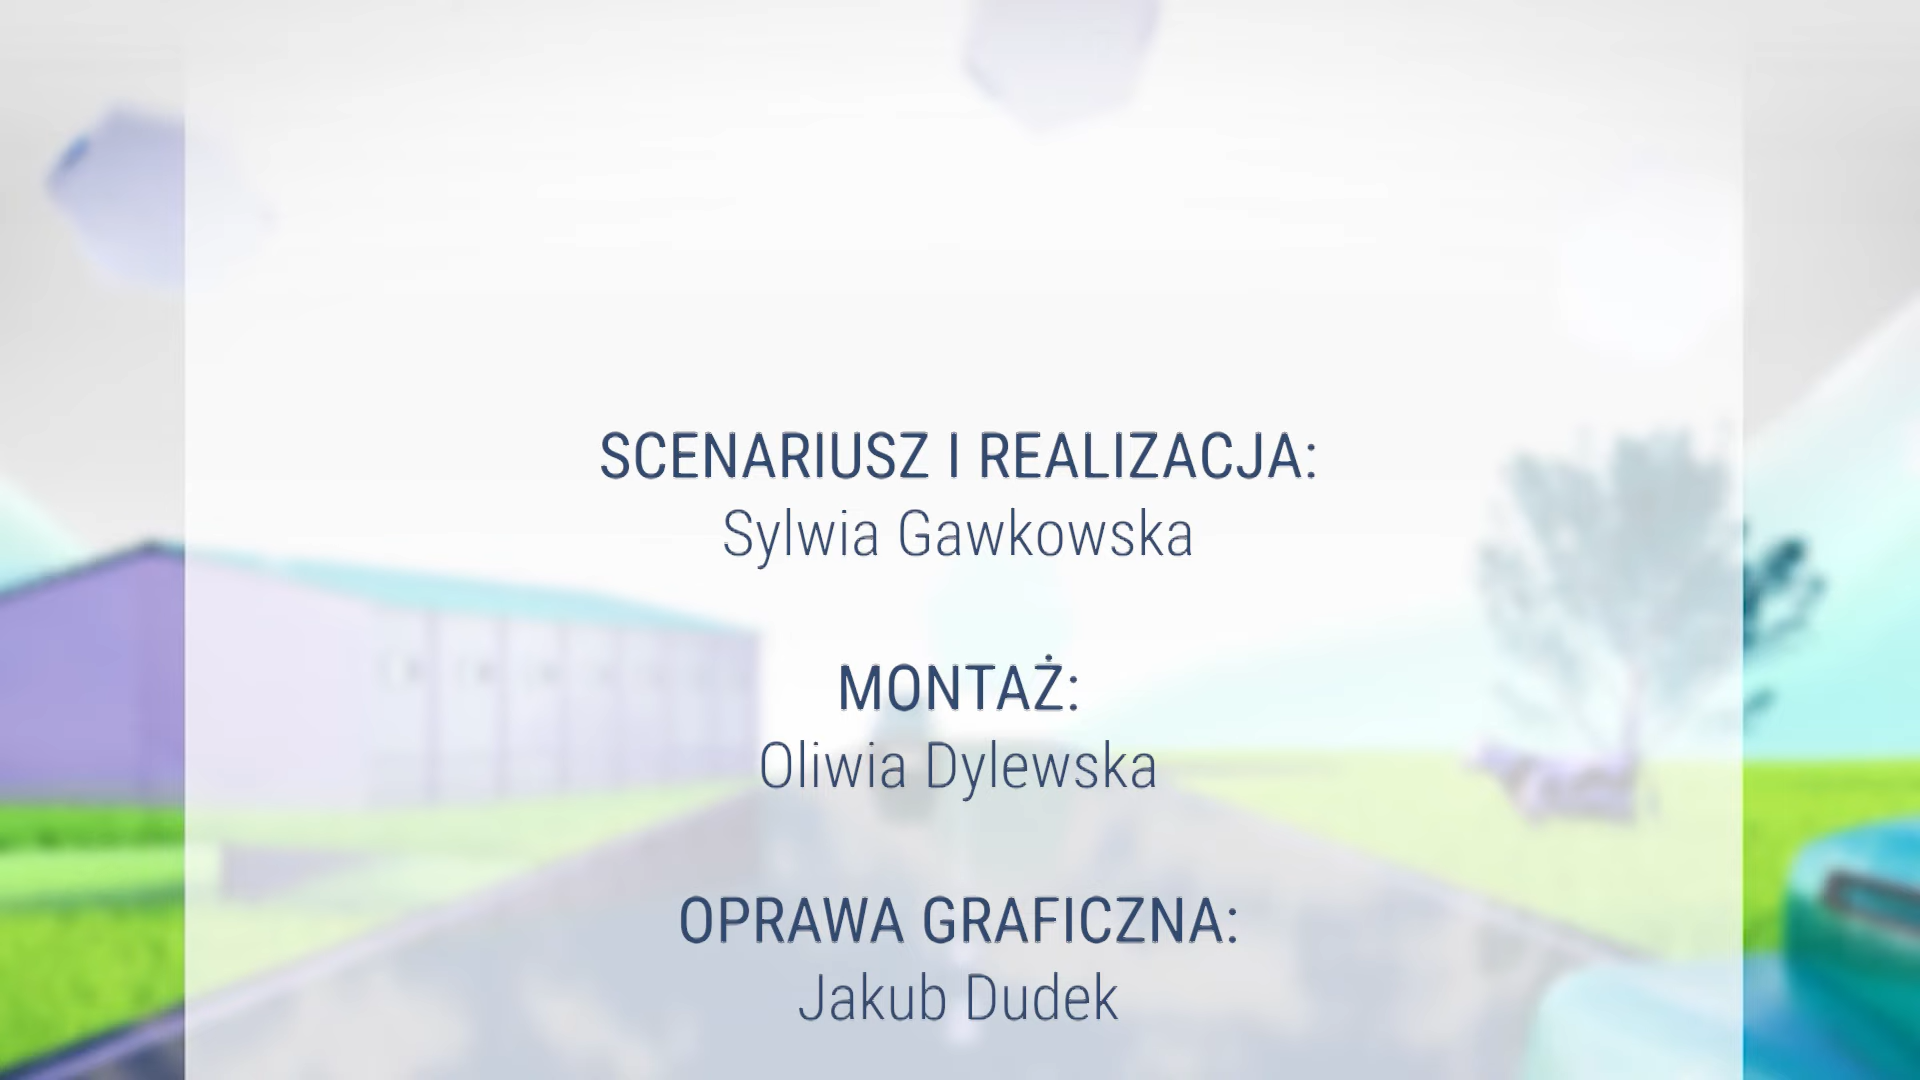 SCENARIUSZ I REALIZACJA:
Sylwia Gawkowska
MONTAŻ:
Oliwia Dylewska
OPRAWA GRAFICZNA:
Jakub Dudek